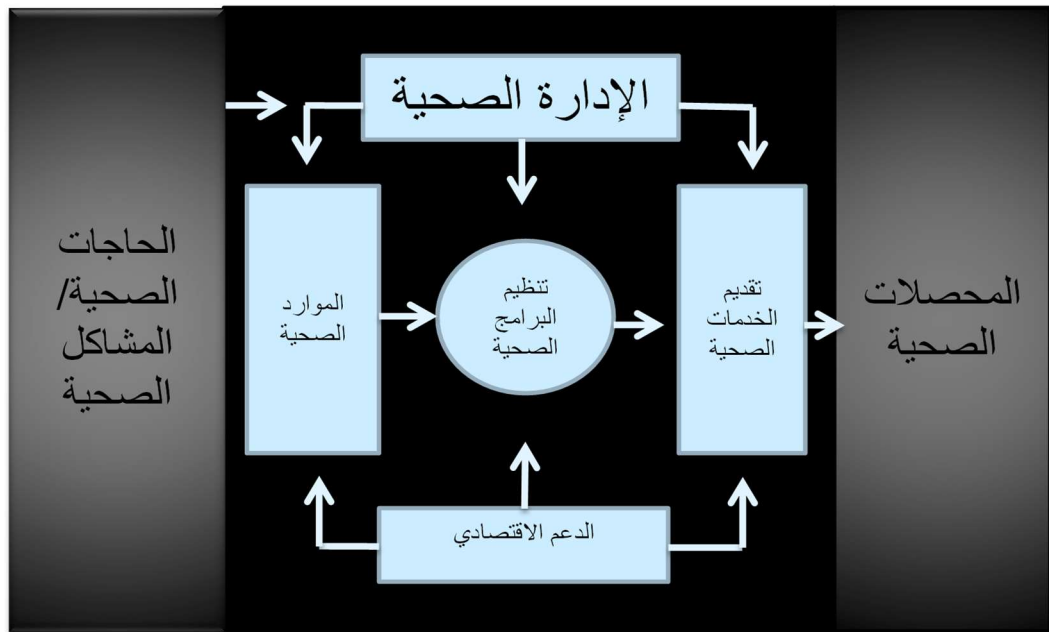 الإدارة الصحية
الحاجات
الصحية/
المشاكل
الصحية
الموارد
الصحية
تنظيم
البرامج
الصحية
تقديم
الخدمات
الصحية
المحصلات
الصحية
الدعم الاقتصادي